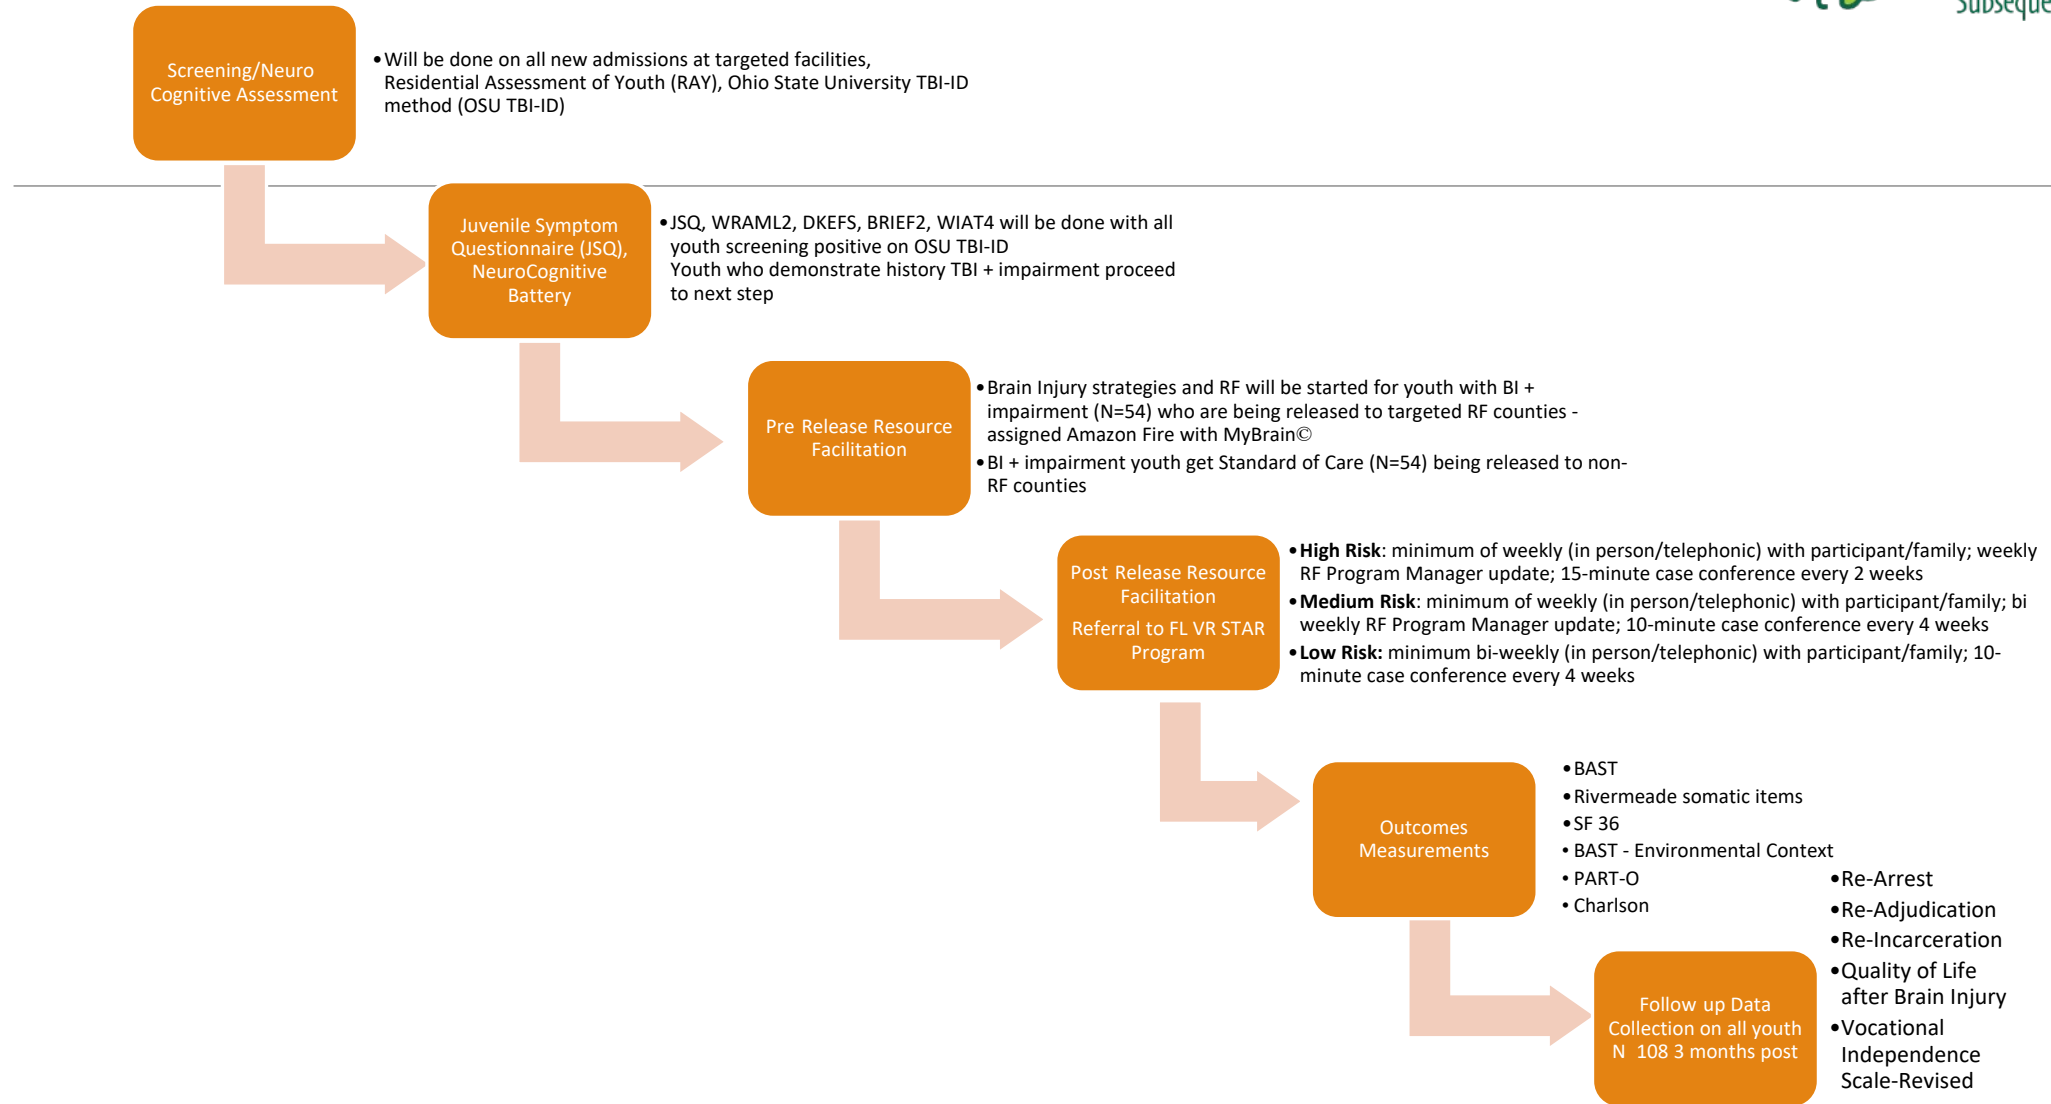 Subseque
Screening/Neuro
Cognitive Assessment
•Will be done on all new admissions at targeted facilities,
Residential Assessment of Youth (RAY), Ohio State University TBI-ID
method (OSU TBI-ID)
Juvenile Symptom
Questionnaire (JSQ),
NeuroCognitive
Battery
•JSQ, WRAML2, DKEFS, BRIEF2, WIAT4 will be done with all
youth screening positive on OSU TBI-ID
Youth who demonstrate history TBI + impairment proceed
to next step
Pre Release Resource
Facilitation
•Brain Injury strategies and RF will be started for youth with BI +
impairment (N=54) who are being released to targeted RF counties -
assigned Amazon Fire with MyBrain©
•BI + impairment youth get Standard of Care (N=54) being released to non-
RF counties
Post Release Resource
Facilitation
Referral to FL VR STAR
Program
•High Risk: minimum of weekly (in person/telephonic) with participant/family; weekly
RF Program Manager update; 15-minute case conference every 2 weeks
•Medium Risk: minimum of weekly (in person/telephonic) with participant/family; bi
weekly RF Program Manager update; 10-minute case conference every 4 weeks
•Low Risk: minimum bi-weekly (in person/telephonic) with participant/family; 10-
minute case conference every 4 weeks
Outcomes
Measurements
•BAST
•Rivermeade somatic items
•SF 36
• BAST - Environmental Context
• PART-O
• Charlson
Follow up Data
Collection on all youth
N 108 3 months post
•Re-Arrest
•Re-Adjudication
•Re-Incarceration
•Quality of Life
after Brain Injury
•Vocational
Independence
Scale-Revised